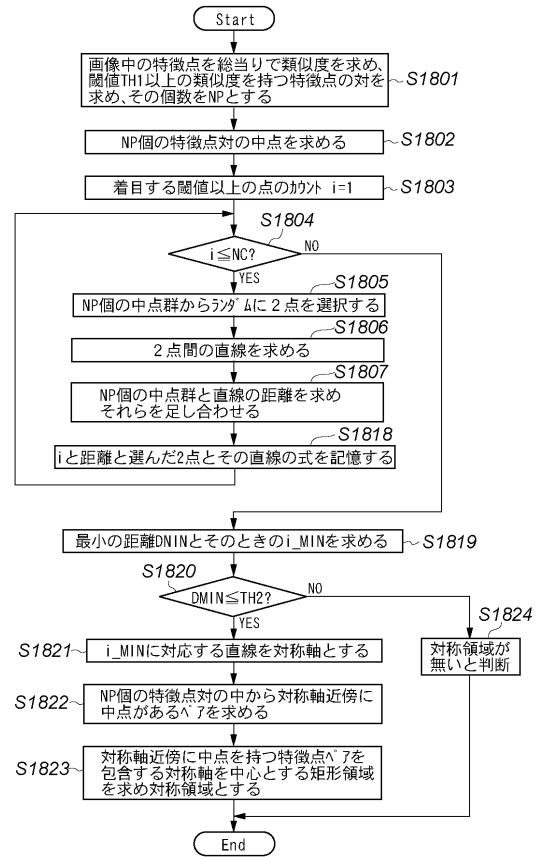 Start
画像中の特徴点を総当りで類似度を求め、
閾値TH1以上の類似度を持つ特徴点の対を
求め、その個数をNPとする
S1801
NP個の特徴点対の中点を求める
S1802
着目する閾値以上の点のｶｳﾝﾄ i=1
S1803
S1804
i≦NC?
NO
YES
S1805
NP個の中点群からﾗﾝﾀﾞﾑに２点を選択する
S1806
２点間の直線を求める
S1807
NP個の中点群と直線の距離を求め
それらを足し合わせる
S1818
iと距離と選んだ2点とその直線の式を記憶する
最小の距離DNINとそのときのi_MINを求める
S1819
S1820
DMIN≦TH2?
NO
YES
S1824
対称領域が
無いと判断
S1821
i_MINに対応する直線を対称軸とする
S1822
NP個の特徴点対の中から対称軸近傍に
中点があるﾍﾟｱを求める
S1823
対称軸近傍に中点を持つ特徴点ﾍﾟｱを
包含する対称軸を中心とする矩形領域
を求め対称領域とする
End